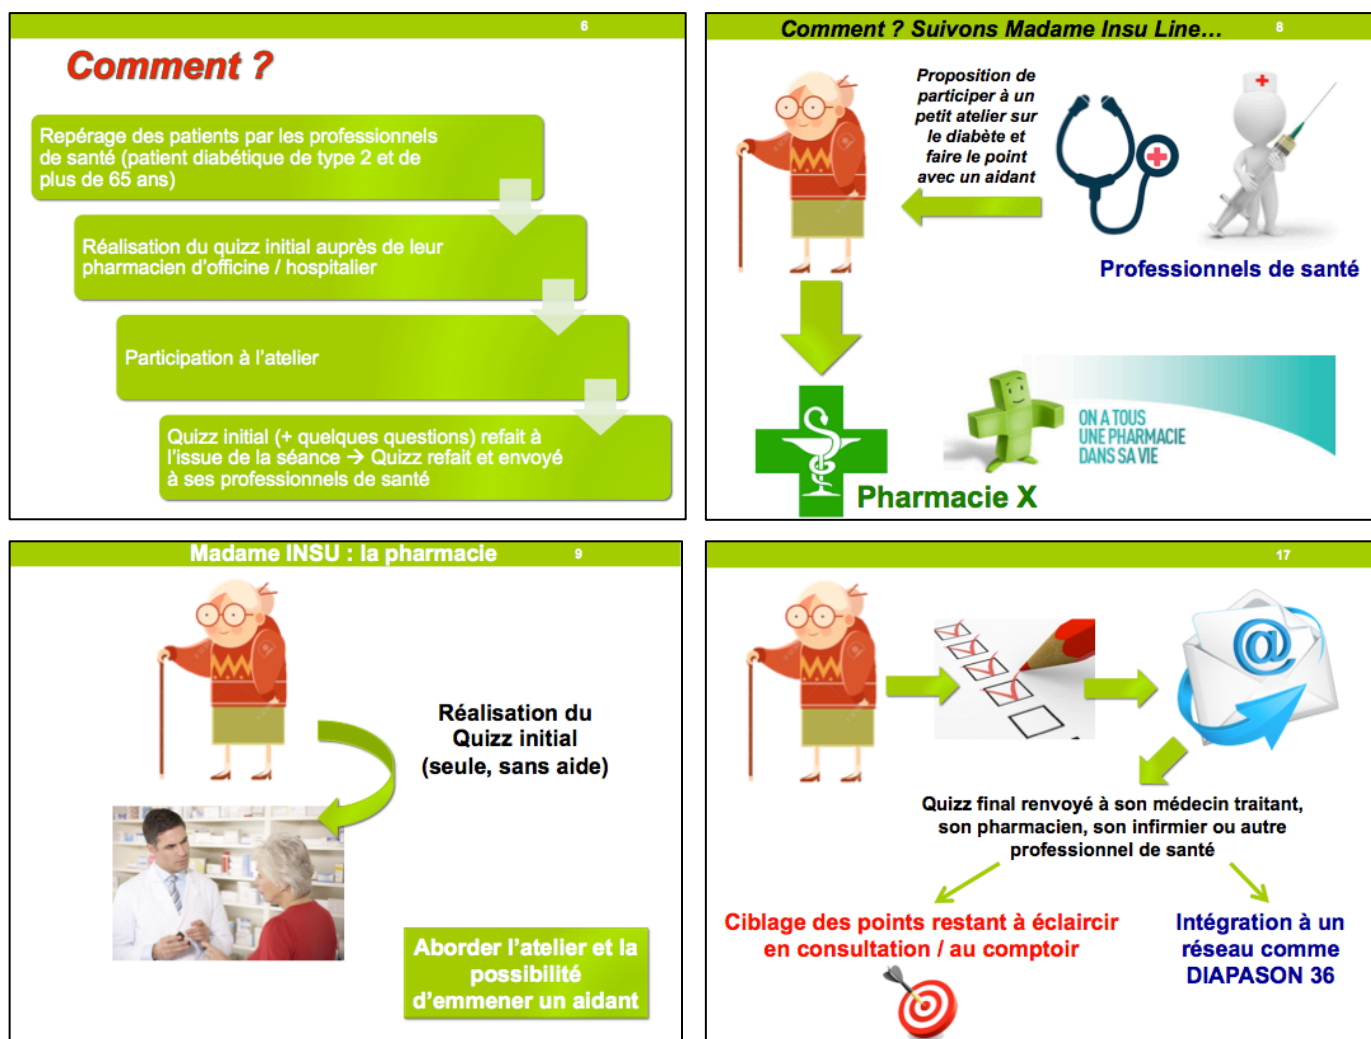 6
Comment ?
Repérage des patients par les professionnels
de santé (patient diabétique de type 2 et de
plus de 65 ans)
Réalisation du quizz initial auprès de leur
pharmacien d'officine / hospitalier
Participation à l'atelier
Quizz initial (+ quelques questions) refait à
l'issue de la séance → Quizz refait et envoyé
à ses professionnels de santé
Comment ? Suivons Madame Insu Line...
8
Proposition de
participer à un
petit atelier sur
le diabète et
faire le point
avec un aidant
Professionnels de santé
ON A TOUS
UNE PHARMACIE
DANS SA VIE
Pharmacie X
Madame INSU : la pharmacie
9
Réalisation du
Quizz initial
(seule, sans aide)
Aborder l'atelier et la
possibilité
d'emmener un aidant
17
@
Quizz final renvoyé à son médecin traitant,
son pharmacien, son infirmier ou autre
professionnel de santé
Ciblage des points restant à éclaircir
en consultation / au comptoir
Intégration à un
réseau comme
DIAPASON 36